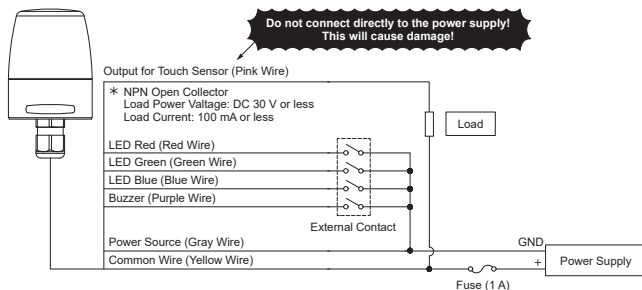 Do not connect directly to the power supply!
This will cause damage!
Output for Touch Sensor (Pink Wire)
* NPN Open Collector
Load Power Valtage: DC 30 V or less
Load Current: 100 mA or less
Load
LED Red (Red Wire)
LED Green (Green Wire)
LED Blue (Blue Wire)
Buzzer (Purple Wire)
External Contact
Power Source (Gray Wire)
GND
Common Wire (Yellow Wire)
+
Power Supply
Fuse (1 A)